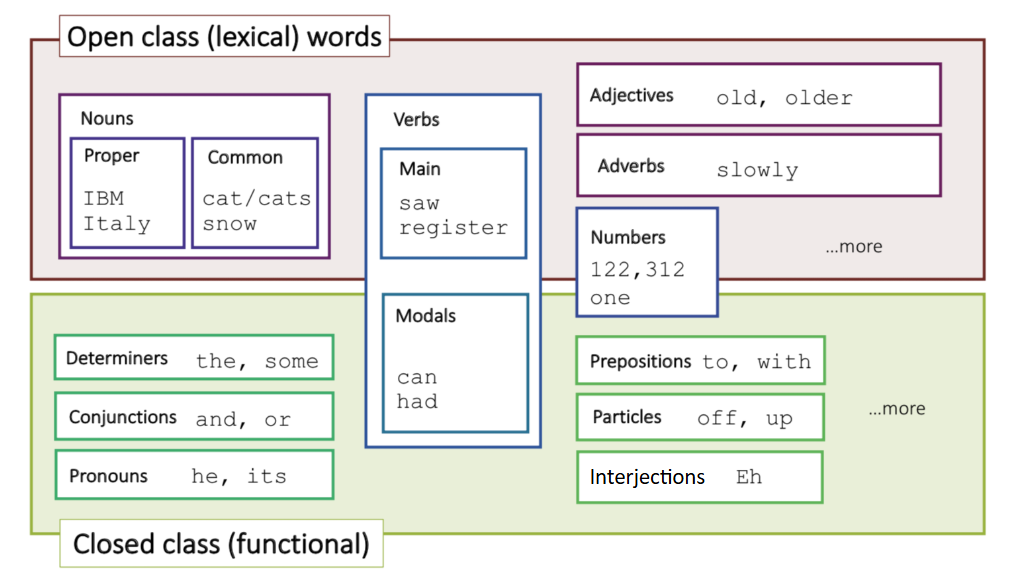 Open class (lexical) words
Nouns
Proper
IBM
Italy
Common
cat/cats
snow
Verbs
Main
saw
register
Adjectives old, older
Adverbs slowly
Numbers
122,312
one
...more
Modals
can
had
Determiners the, some
Conjunctions and, or
Pronouns he, its
Prepositions to, with
Particles off, up
Interjections Eh
...more
Closed class (functional)